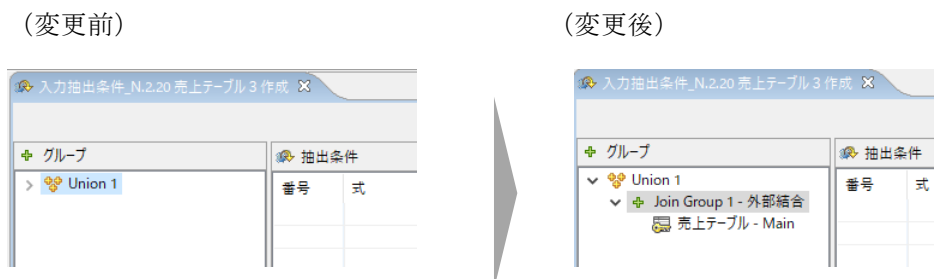 （変更前）
（変更後）
入力抽出条件_N.2.20 売上テーブル 3 作成
グループ
抽出条件
Union 1
番号 式
入力抽出条件_N.2.20 売上テーブル 3 作成
グループ
抽出条件
Union 1
番号 式
Join Group 1 - 外部結合
売上テーブル - Main